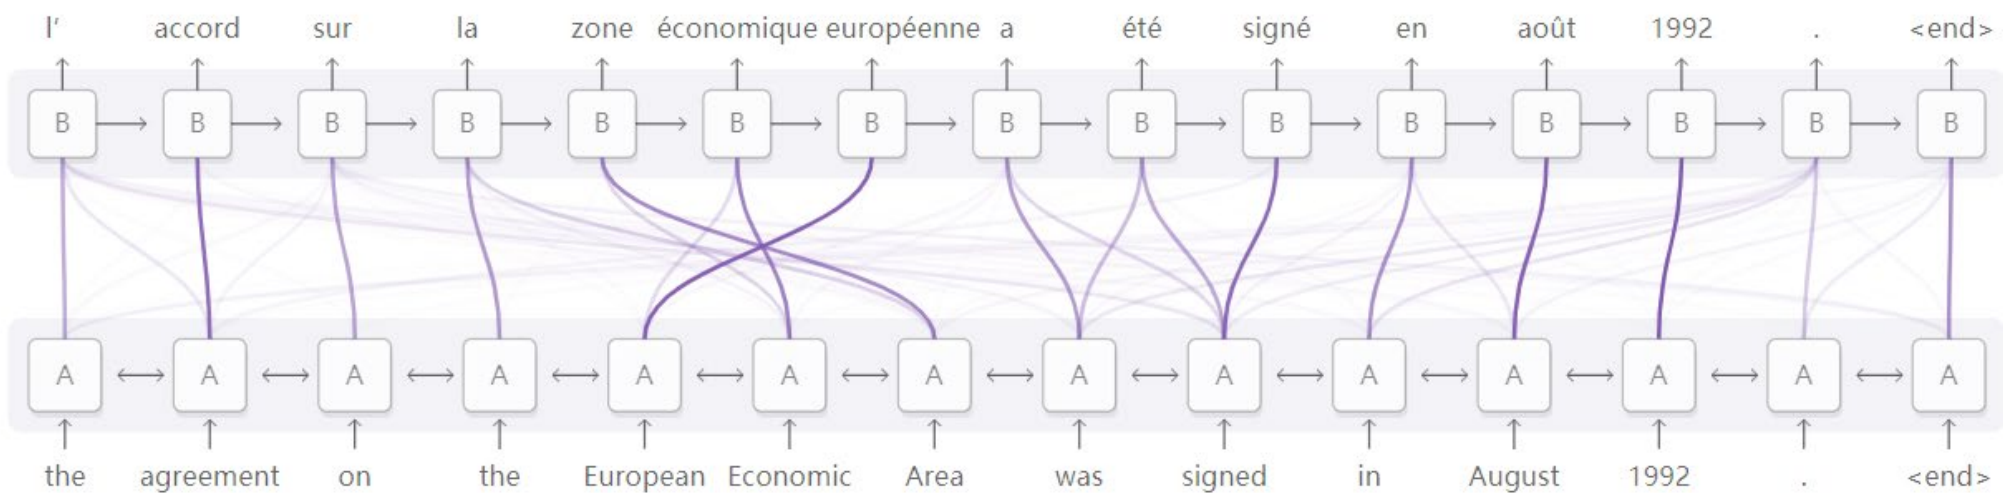 l' accord sur la zone économique européenne a été signé en août 1992 . <end>
B B B B B B B B B B B B B B B
A A A A A A A A A A A A A A
the agreement on the European Economic Area was signed in August 1992 . <end>